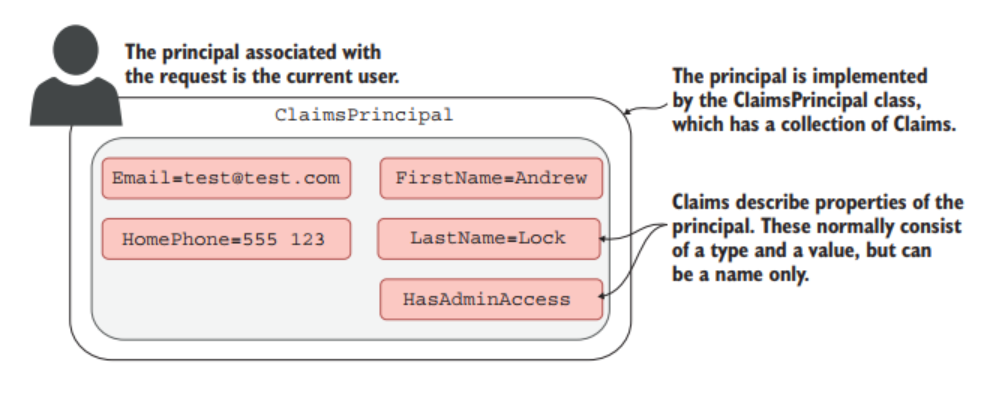 The principal associated with
the request is the current user.
The principal is implemented
by the ClaimsPrincipal class,
which has a collection of Claims.
ClaimsPrincipal
Email=test@test.com
FirstName=Andrew
HomePhone=555 123
LastName=Lock
HasAdminAccess
Claims describe properties of the
principal. These normally consist
of a type and a value, but can
be a name only.